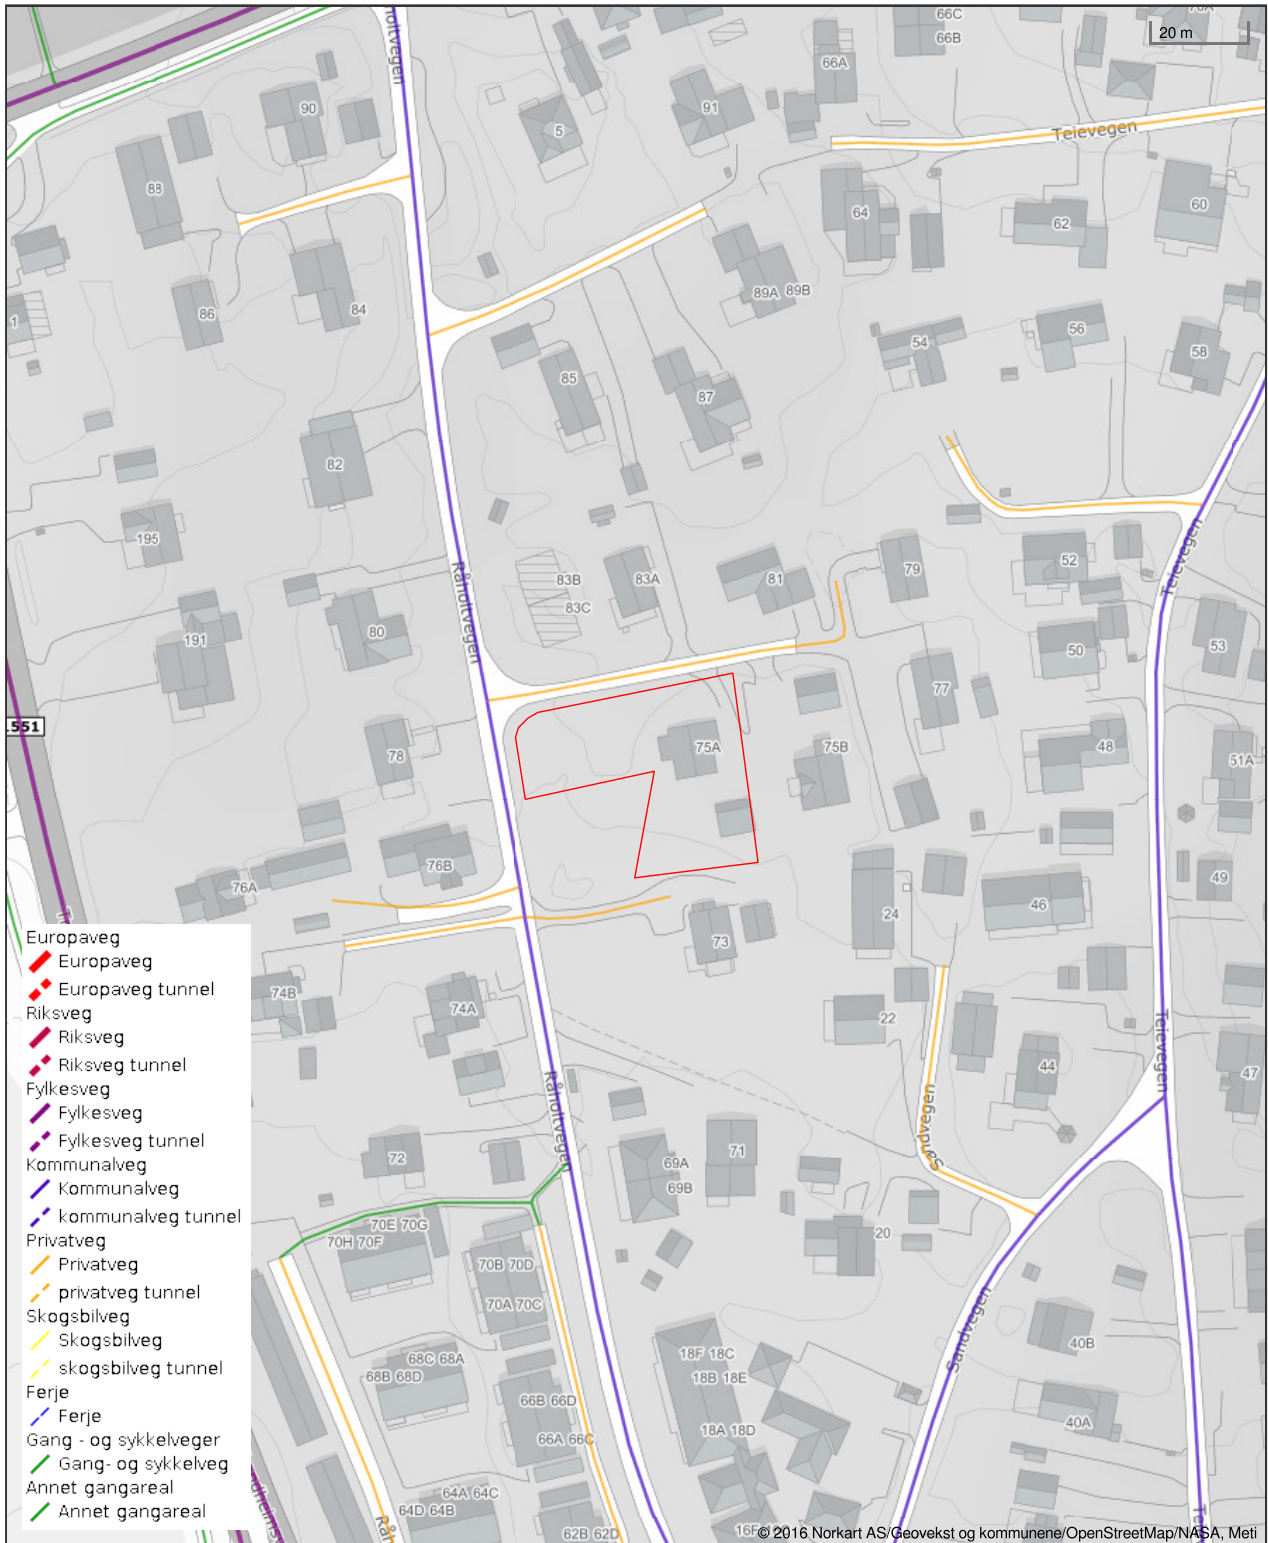 66C
66B
20 m
66A
90
5
91
Teievegen
88
64
62
60
89A 89B
86
84
1
54
56
58
85
87
82
195
Råholtvegen
83B
83A
83C
81
79
52
Teievegen
191
80
50
53
77
551
78
75A
75B
48
51A
76B
76A
49
46
24
73
74B
74A
22
Teievegen
44
47
Råholtvegen
Sandvegen
72
71
69A
69B
70E 70G
70H 70F
20
70B 70D
70A 70C
Sandvegen
40B
68C 68A
68B 68D
18F 18C
18B 18E
66B 66D
18A 18D
40A
66A 66C
64A 64C
64D 64B
62B 62D
Europaveg
Europaveg
Europaveg tunnel
Riksveg
Riksveg
Riksveg tunnel
Fylkesveg
Fylkesveg
Fylkesveg tunnel
Kommunalveg
Kommunalveg
kommunalveg tunnel
Privatveg
Privatveg
privatveg tunnel
Skogsbilveg
Skogsbilveg
skogsbilveg tunnel
Ferje
Ferje
Gang - og sykkelveger
Gang- og sykkelveg
Annet gangareal
Annet gangareal
© 2016 Norkart AS/Geovekst og kommunene/OpenStreetMap/NASA, Meti